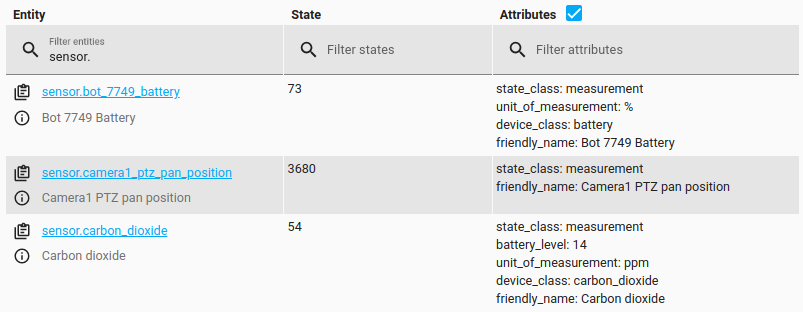 Entity State Attributes
Filter entities
sensor. Filter states Filter attributes
sensor.bot_7749_battery 73 state_class: measurement
unit_of_measurement: %
Bot 7749 Battery device_class: battery
friendly_name: Bot 7749 Battery
sensor.camera1_ptz_pan_position 3680 state_class: measurement
Camera1 PTZ pan position friendly_name: Camera1 PTZ pan position
sensor.carbon_dioxide 54 state_class: measurement
battery_level: 14
Carbon dioxide unit_of_measurement: ppm
device_class: carbon_dioxide
friendly_name: Carbon dioxide